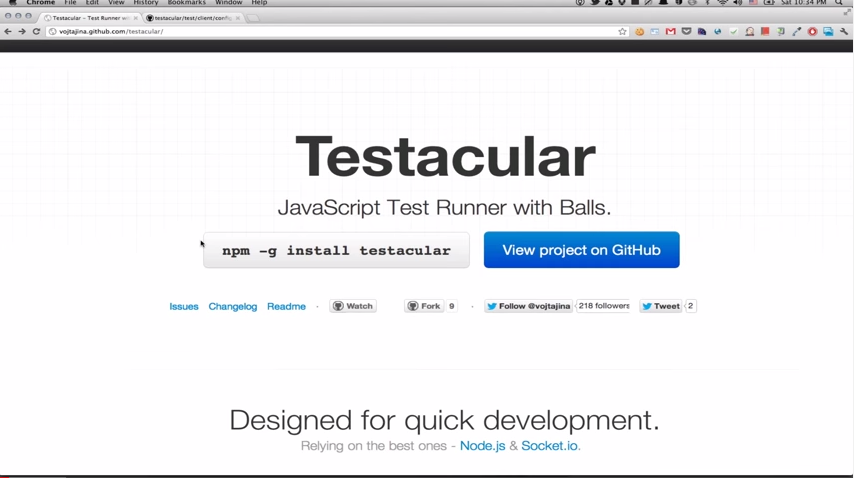 Chrome File Edit View History Bookmarks Window Help
Sat 10:34 PM
Testacular - Test Runner wit
testacular/test/client/config
vojtajina.github.com/testacular/
Testacular
JavaScript Test Runner with Balls.
npm -g install testacular
View project on GitHub
Issues Changelog Readme · Watch Fork 9 · Follow @vojtajina 218 followers Tweet 2
Designed for quick development.
Relying on the best ones - Node.js & Socket.io.